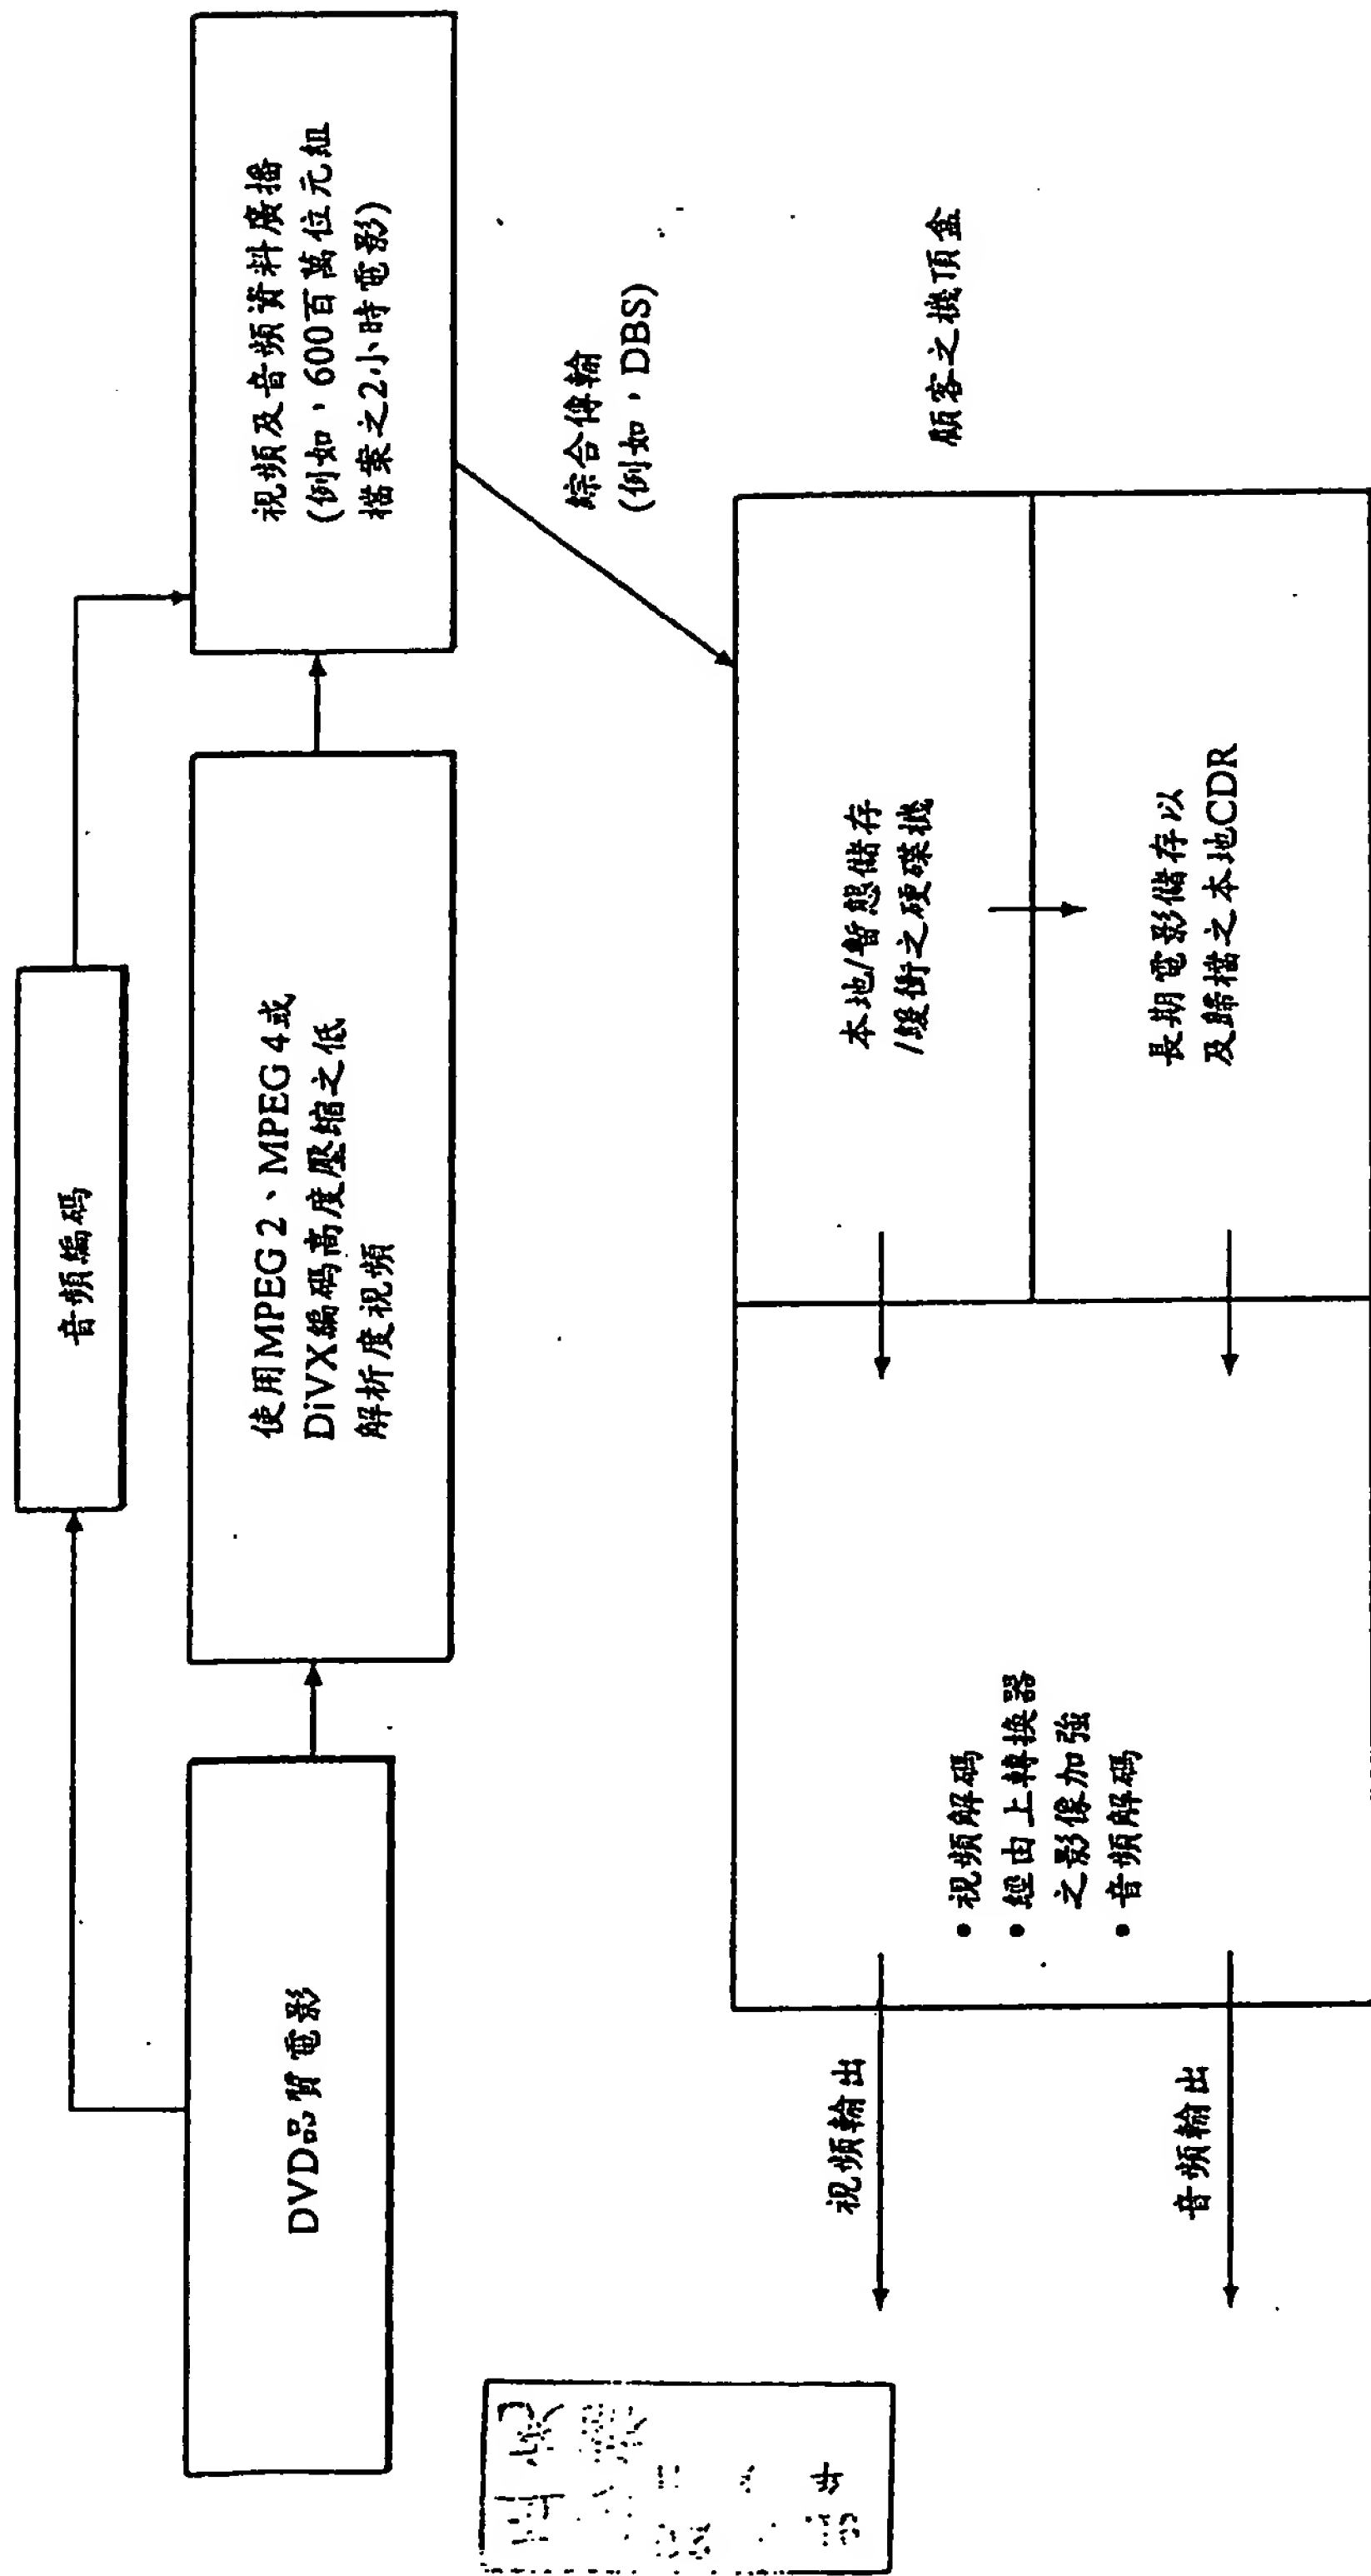 音頻編碼
DVD品質電影
使用MPEG 2、MPEG 4或
DiVX編碼高度壓縮之低
解析度視頻
視頻及音頻資料廣播
(例如，600百萬位元組
檔案之2小時電影)
綜合傳輸
(例如，DBS)
顧客之機頂盒
本地/暫態儲存
/緩衝之硬碟機
長期電影儲存以
及歸檔之本地CDR
• 視頻解碼
• 經由上轉換器
之影像加強
• 音頻解碼
視頻輸出
音頻輸出